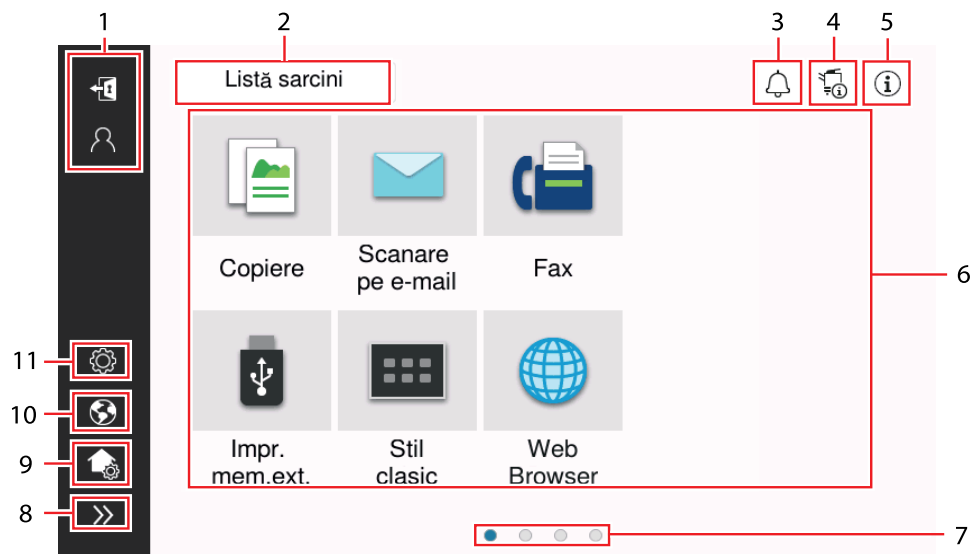 1
2
3
4
5
Listă sarcini
Copiere
Scanare
pe e-mail
Fax
6
Impr.
mem.ext.
Stil
clasic
Web
Browser
11
10
9
8
7